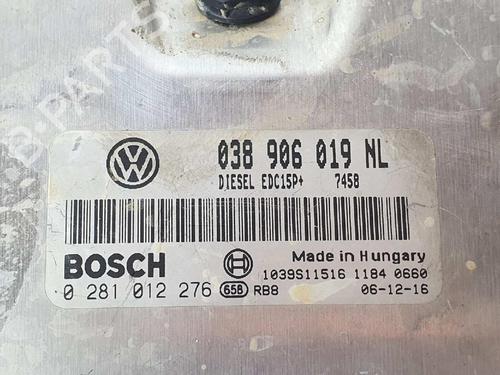 B-PARTS
VW
038 906 019 NL
DIESEL EDC15P+ 7458
BOSCH
Made in Hungary
1039S11516 1184 0660
0 281 012 276 658 RB8 06-12-16